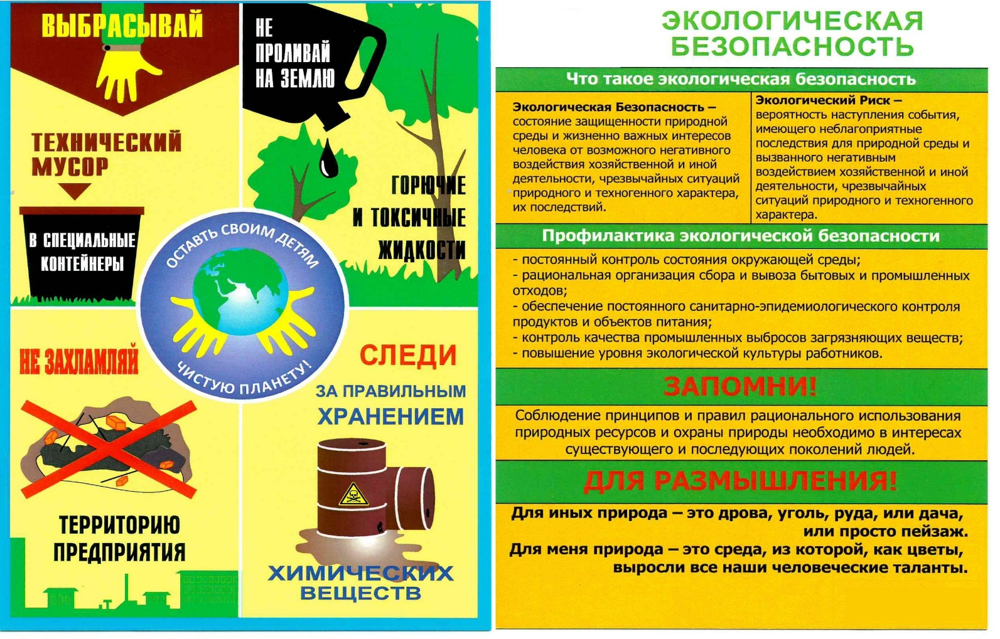 ВЫБРАСЫВАЙ
ТЕХНИЧЕСКИЙ
МУСОР
В СПЕЦИАЛЬНЫЕ
КОНТЕЙНЕРЫ
НЕ
ПРОЛИВАЙ
НА ЗЕМЛЮ
ГОРЮЧИЕ
И ТОКСИЧНЫЕ
ЖИДКОСТИ
ОСТАВТЬ СВОИМ ДЕТЯМ
ЧИСТУЮ ПЛАНЕТУ!
НЕ ЗАХЛАМЛЯЙ
ТЕРРИТОРИЮ
ПРЕДПРИЯТИЯ
СЛЕДИ
ЗА ПРАВИЛЬНЫМ
ХРАНЕНИЕМ
ХИМИЧЕСКИХ
ВЕЩЕСТВ
ЭКОЛОГИЧЕСКАЯ
БЕЗОПАСНОСТЬ
Что такое экологическая безопасность
Экологическая Безопасность –
состояние защищенности природной
среды и жизненно важных интересов
человека от возможного негативного
воздействия хозяйственной и иной
деятельности, чрезвычайных ситуаций
природного и техногенного характера,
их последствий.
Экологический Риск –
вероятность наступления события,
имеющего неблагоприятные
последствия для природной среды и
вызванного негативным
воздействием хозяйственной и иной
деятельности, чрезвычайных
ситуаций природного и техногенного
характера.
Профилактика экологической безопасности
- постоянный контроль состояния окружающей среды;
- рациональная организация сбора и вывоза бытовых и промышленных
отходов;
- обеспечение постоянного санитарно-эпидемиологического контроля
продуктов и объектов питания;
- контроль качества промышленных выбросов загрязняющих веществ;
- повышение уровня экологической культуры работников.
ЗАПОМНИ!
Соблюдение принципов и правил рационального использования
природных ресурсов и охраны природы необходимо в интересах
существующего и последующих поколений людей.
ДЛЯ РАЗМЫШЛЕНИЯ!
Для иных природа – это дрова, уголь, руда, или дача,
или просто пейзаж.
Для меня природа – это среда, из которой, как цветы,
выросли все наши человеческие таланты.